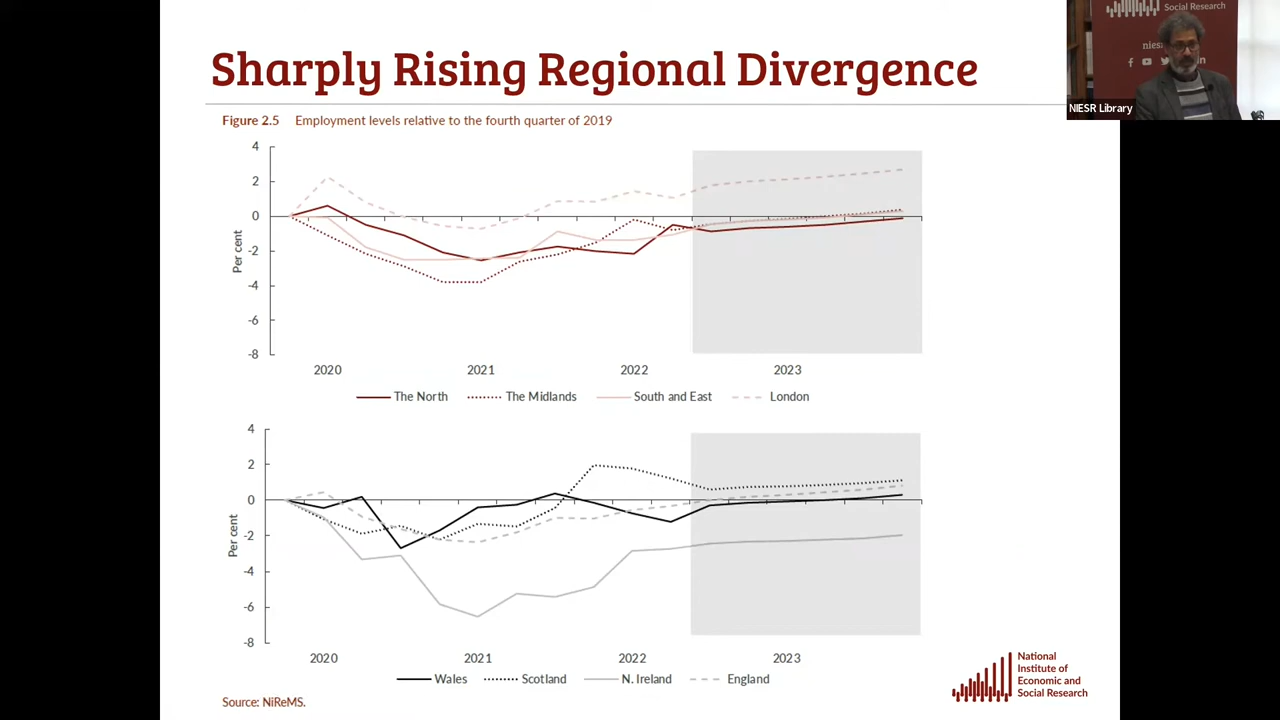 Sharply Rising Regional Divergence
Social Research
nies
NIESR Library
Figure 2.5 Employment levels relative to the fourth quarter of 2019
4
2
0
-2
-4
-6
-8
Per cent
2020 2021 2022 2023
The North The Midlands South and East London
4
2
0
-2
-4
-6
-8
Per cent
2020 2021 2022 2023
Wales Scotland N. Ireland England
Source: NiReMS.
National
Institute of
Economic and
Social Research